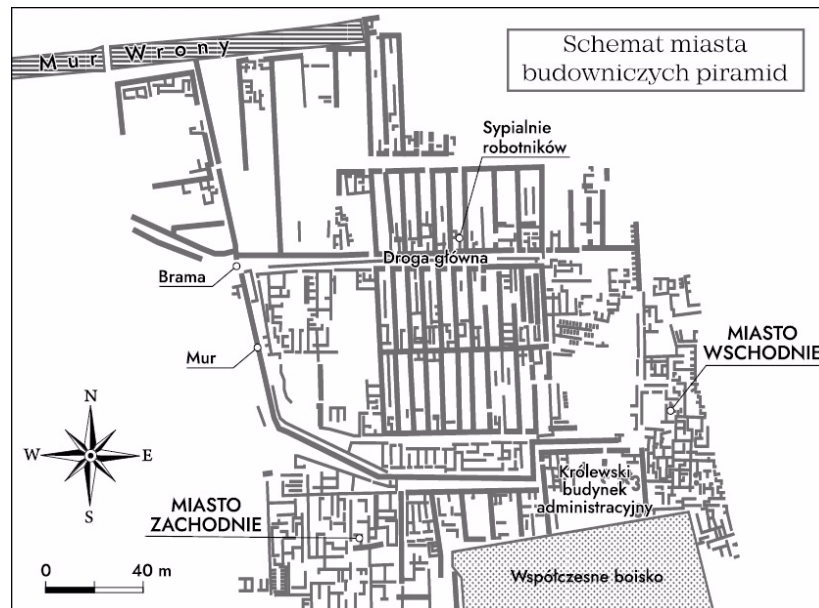 Mur Wrony
Schemat miasta
budowniczych piramid
Sypialnie
robotników
Droga główna
Brama
Mur
MIASTO
WSCHODNIE
N
W
E
S
MIASTO
ZACHODNIE
Królewski
budynek
administracyjny
0 40 m
Współczesne boisko